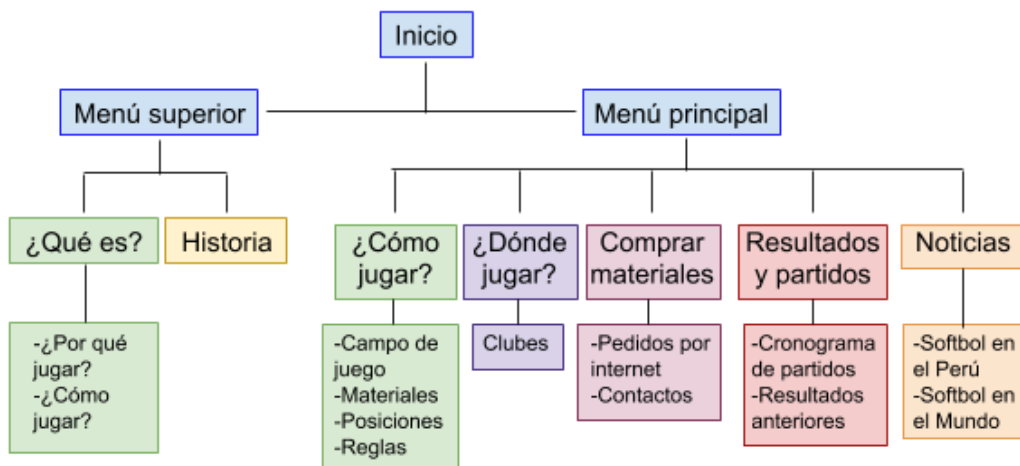 Inicio
Menú superior
Menú principal
¿Qué es?
Historia
¿Cómo
jugar?
¿Dónde
jugar?
Comprar
materiales
Resultados
y partidos
Noticias
-¿Por qué
jugar?
-¿Cómo
jugar?
-Campo de
juego
-Materiales
-Posiciones
-Reglas
Clubes
-Pedidos por
internet
-Contactos
-Cronograma
de partidos
-Resultados
anteriores
-Softbol en
el Perú
-Softbol en
el Mundo